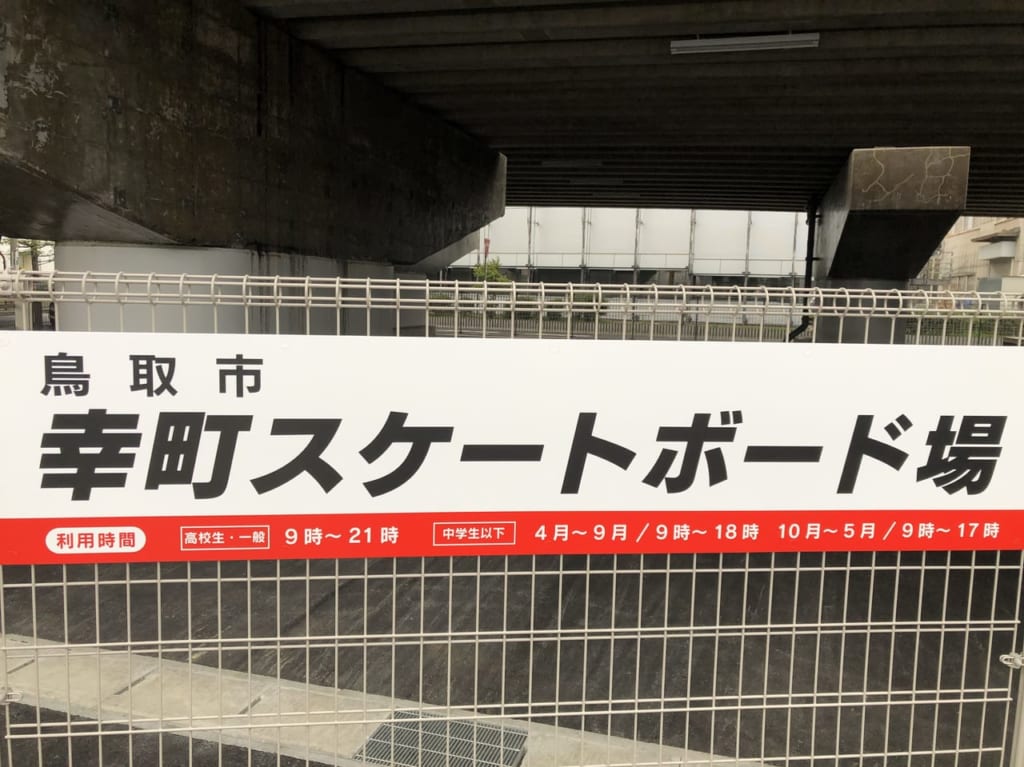 鳥取市
幸町スケートボード場
利用時間 高校生・一般 9時～21時 中学生以下 4月～9月/9時～18時 10月～5月/9時～17時